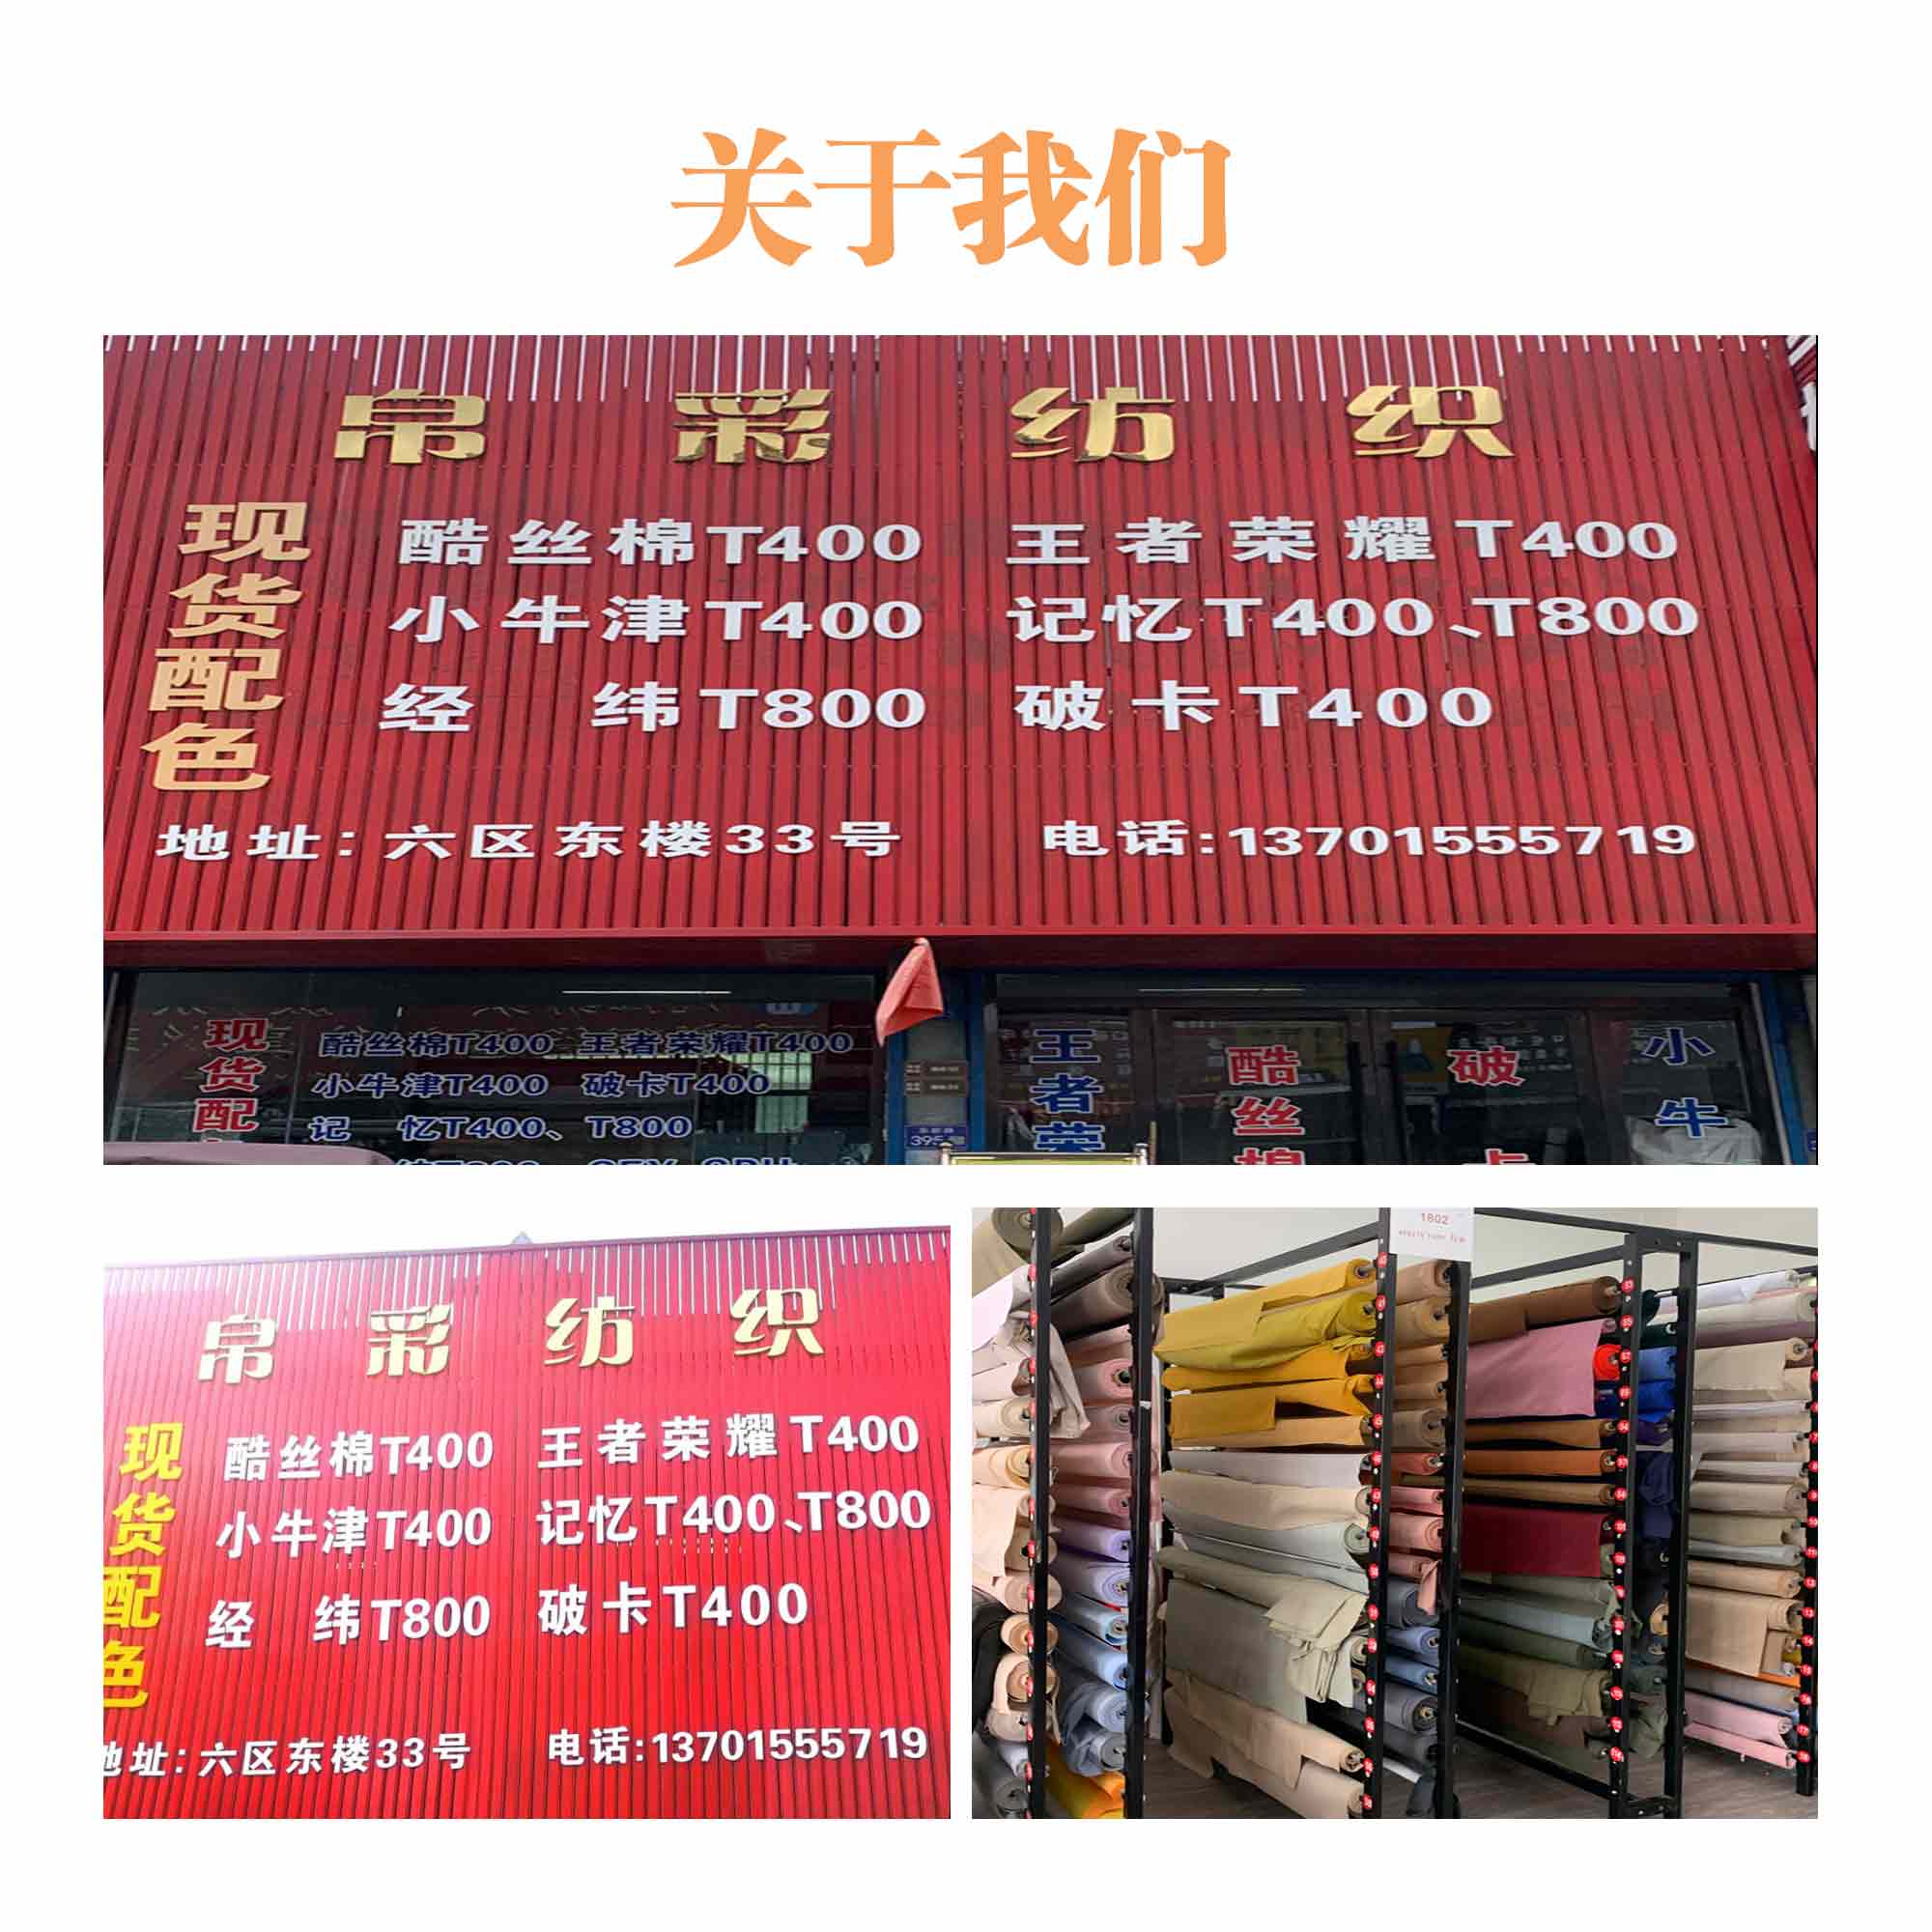 关于我们
帛彩纺织
现货配色
酷丝棉T400 王者荣耀T400
小牛津T400 记忆T400、T800
经 纬T800 破卡T400
地址:六区东楼33号 电话:13701555719
现货配
酷丝棉T400 王者荣耀T400
小牛津T400 破卡T400
记 忆T400、T800
395号
王者荣
酷丝棉
破卡
小牛
帛彩纺织
现货配色
酷丝棉T400 王者荣耀T400
小牛津T400 记忆T400、T800
经 纬T800 破卡T400
地址:六区东楼33号 电话:13701555719
1802